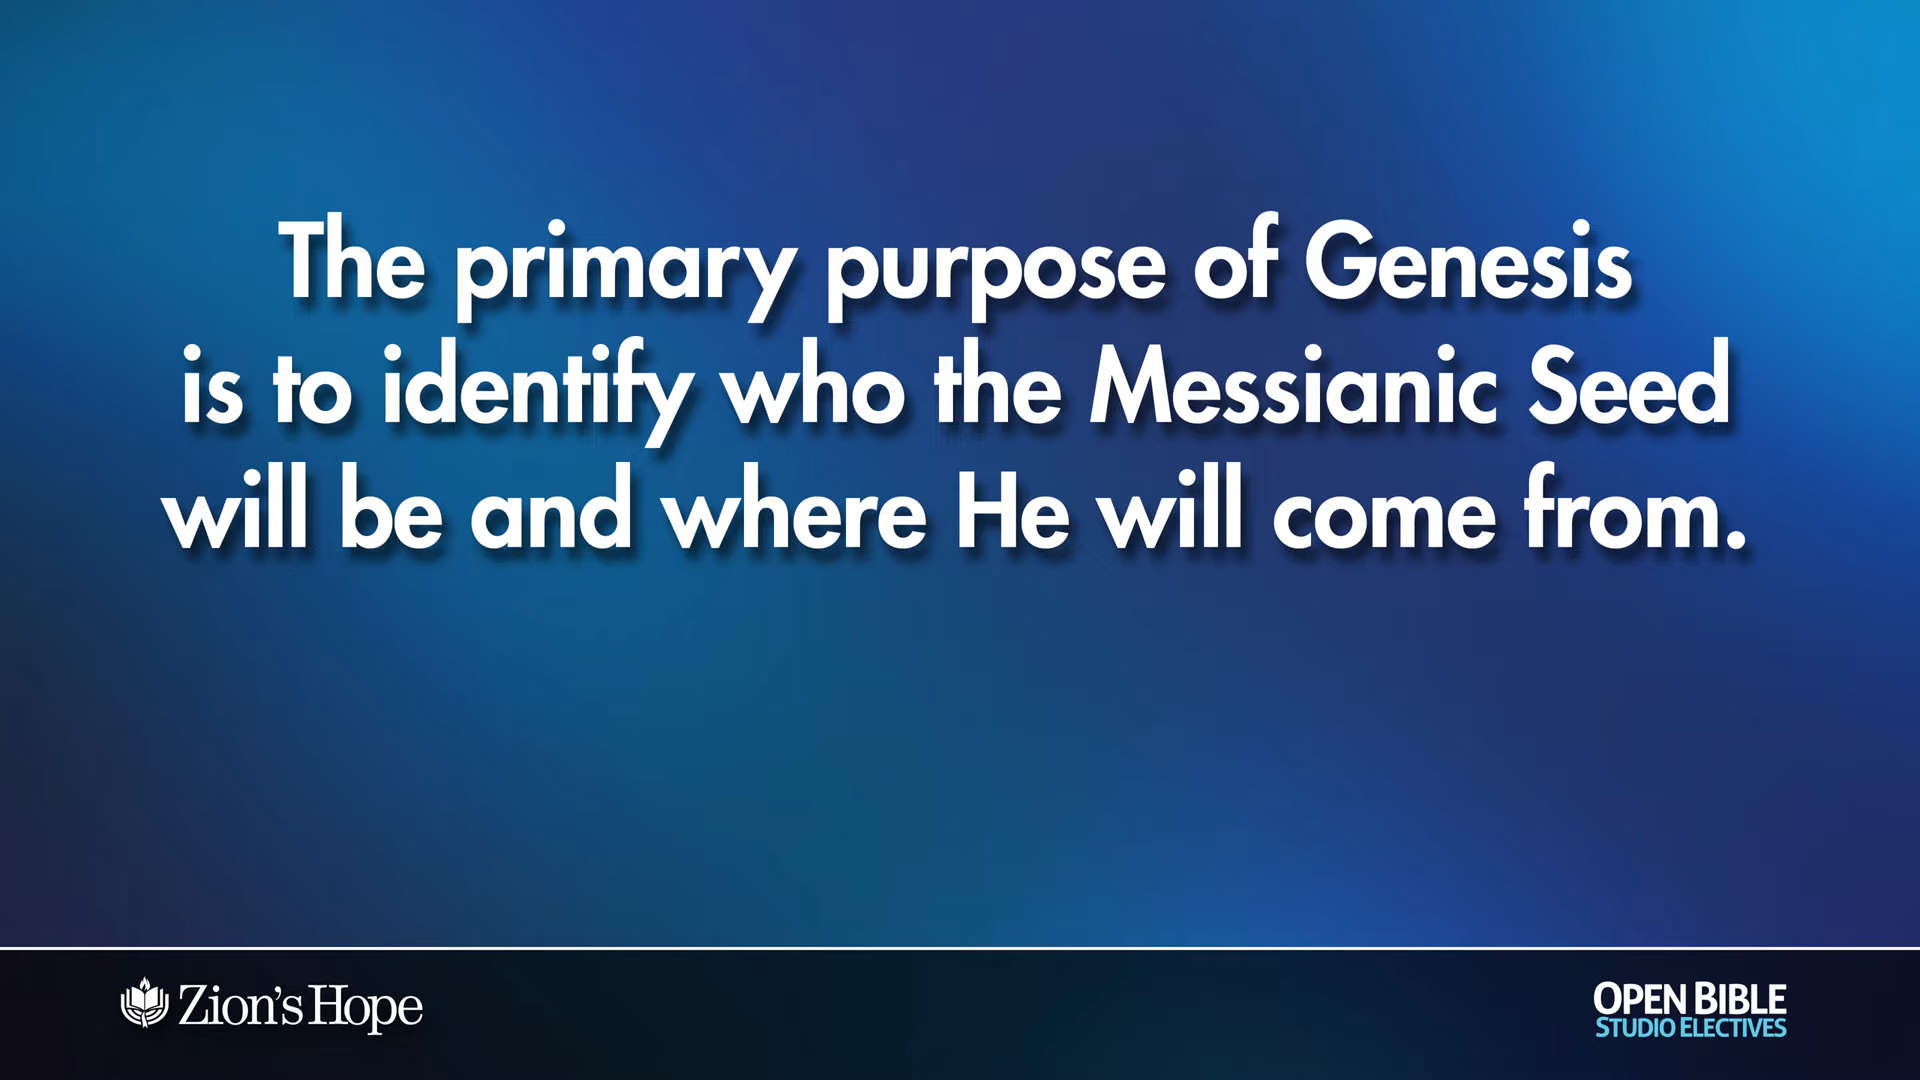 The primary purpose of Genesis
is to identify who the Messianic Seed
will be and where He will come from.
Zion's Hope
OPEN BIBLE
STUDIO ELECTIVES